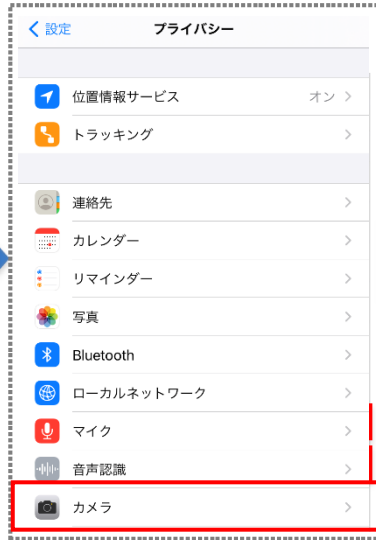 設定 プライバシー
位置情報サービス オン
トラッキング
連絡先
カレンダー
リマインダー
写真
Bluetooth
ローカルネットワーク
マイク
音声認識
カメラ